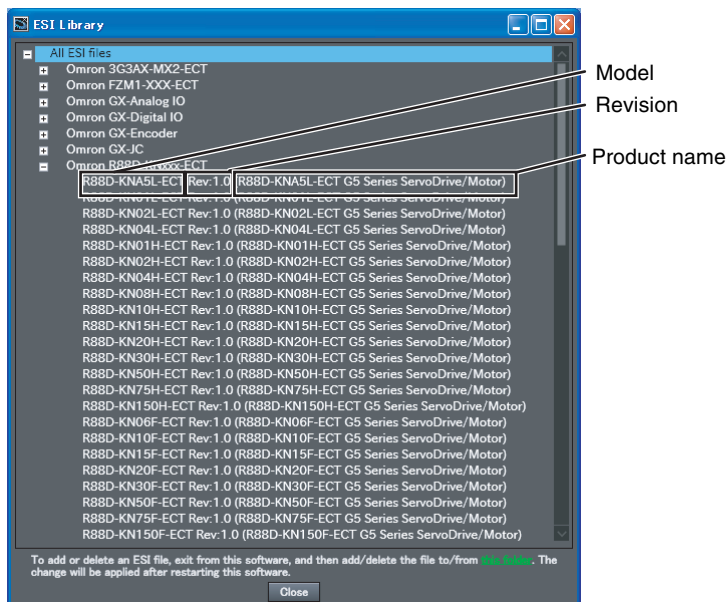 ESI Library
All ESI files
Omron 3G3AX-MX2-ECT
Omron FZM1-XXX-ECT
Omron GX-Analog IO
Omron GX-Digital IO
Omron GX-Encoder
Omron GX-JC
Omron R88D-KNxxx-ECT
R88D-KNA5L-ECT Rev:1.0 (R88D-KNA5L-ECT G5 Series ServoDrive/Motor)
R88D-KN01L-ECT Rev:1.0 (R88D-KN01L-ECT G5 Series ServoDrive/Motor)
R88D-KN02L-ECT Rev:1.0 (R88D-KN02L-ECT G5 Series ServoDrive/Motor)
R88D-KN04L-ECT Rev:1.0 (R88D-KN04L-ECT G5 Series ServoDrive/Motor)
R88D-KN01H-ECT Rev:1.0 (R88D-KN01H-ECT G5 Series ServoDrive/Motor)
R88D-KN02H-ECT Rev:1.0 (R88D-KN02H-ECT G5 Series ServoDrive/Motor)
R88D-KN04H-ECT Rev:1.0 (R88D-KN04H-ECT G5 Series ServoDrive/Motor)
R88D-KN08H-ECT Rev:1.0 (R88D-KN08H-ECT G5 Series ServoDrive/Motor)
R88D-KN10H-ECT Rev:1.0 (R88D-KN10H-ECT G5 Series ServoDrive/Motor)
R88D-KN15H-ECT Rev:1.0 (R88D-KN15H-ECT G5 Series ServoDrive/Motor)
R88D-KN20H-ECT Rev:1.0 (R88D-KN20H-ECT G5 Series ServoDrive/Motor)
R88D-KN30H-ECT Rev:1.0 (R88D-KN30H-ECT G5 Series ServoDrive/Motor)
R88D-KN50H-ECT Rev:1.0 (R88D-KN50H-ECT G5 Series ServoDrive/Motor)
R88D-KN75H-ECT Rev:1.0 (R88D-KN75H-ECT G5 Series ServoDrive/Motor)
R88D-KN150H-ECT Rev:1.0 (R88D-KN150H-ECT G5 Series ServoDrive/Motor)
R88D-KN06F-ECT Rev:1.0 (R88D-KN06F-ECT G5 Series ServoDrive/Motor)
R88D-KN10F-ECT Rev:1.0 (R88D-KN10F-ECT G5 Series ServoDrive/Motor)
R88D-KN15F-ECT Rev:1.0 (R88D-KN15F-ECT G5 Series ServoDrive/Motor)
R88D-KN20F-ECT Rev:1.0 (R88D-KN20F-ECT G5 Series ServoDrive/Motor)
R88D-KN30F-ECT Rev:1.0 (R88D-KN30F-ECT G5 Series ServoDrive/Motor)
R88D-KN50F-ECT Rev:1.0 (R88D-KN50F-ECT G5 Series ServoDrive/Motor)
R88D-KN75F-ECT Rev:1.0 (R88D-KN75F-ECT G5 Series ServoDrive/Motor)
R88D-KN150F-ECT Rev:1.0 (R88D-KN150F-ECT G5 Series ServoDrive/Motor)
To add or delete an ESI file, exit from this software, and then add/delete the file to/from this folder. The
change will be applied after restarting this software.
Close
Model
Revision
Product name